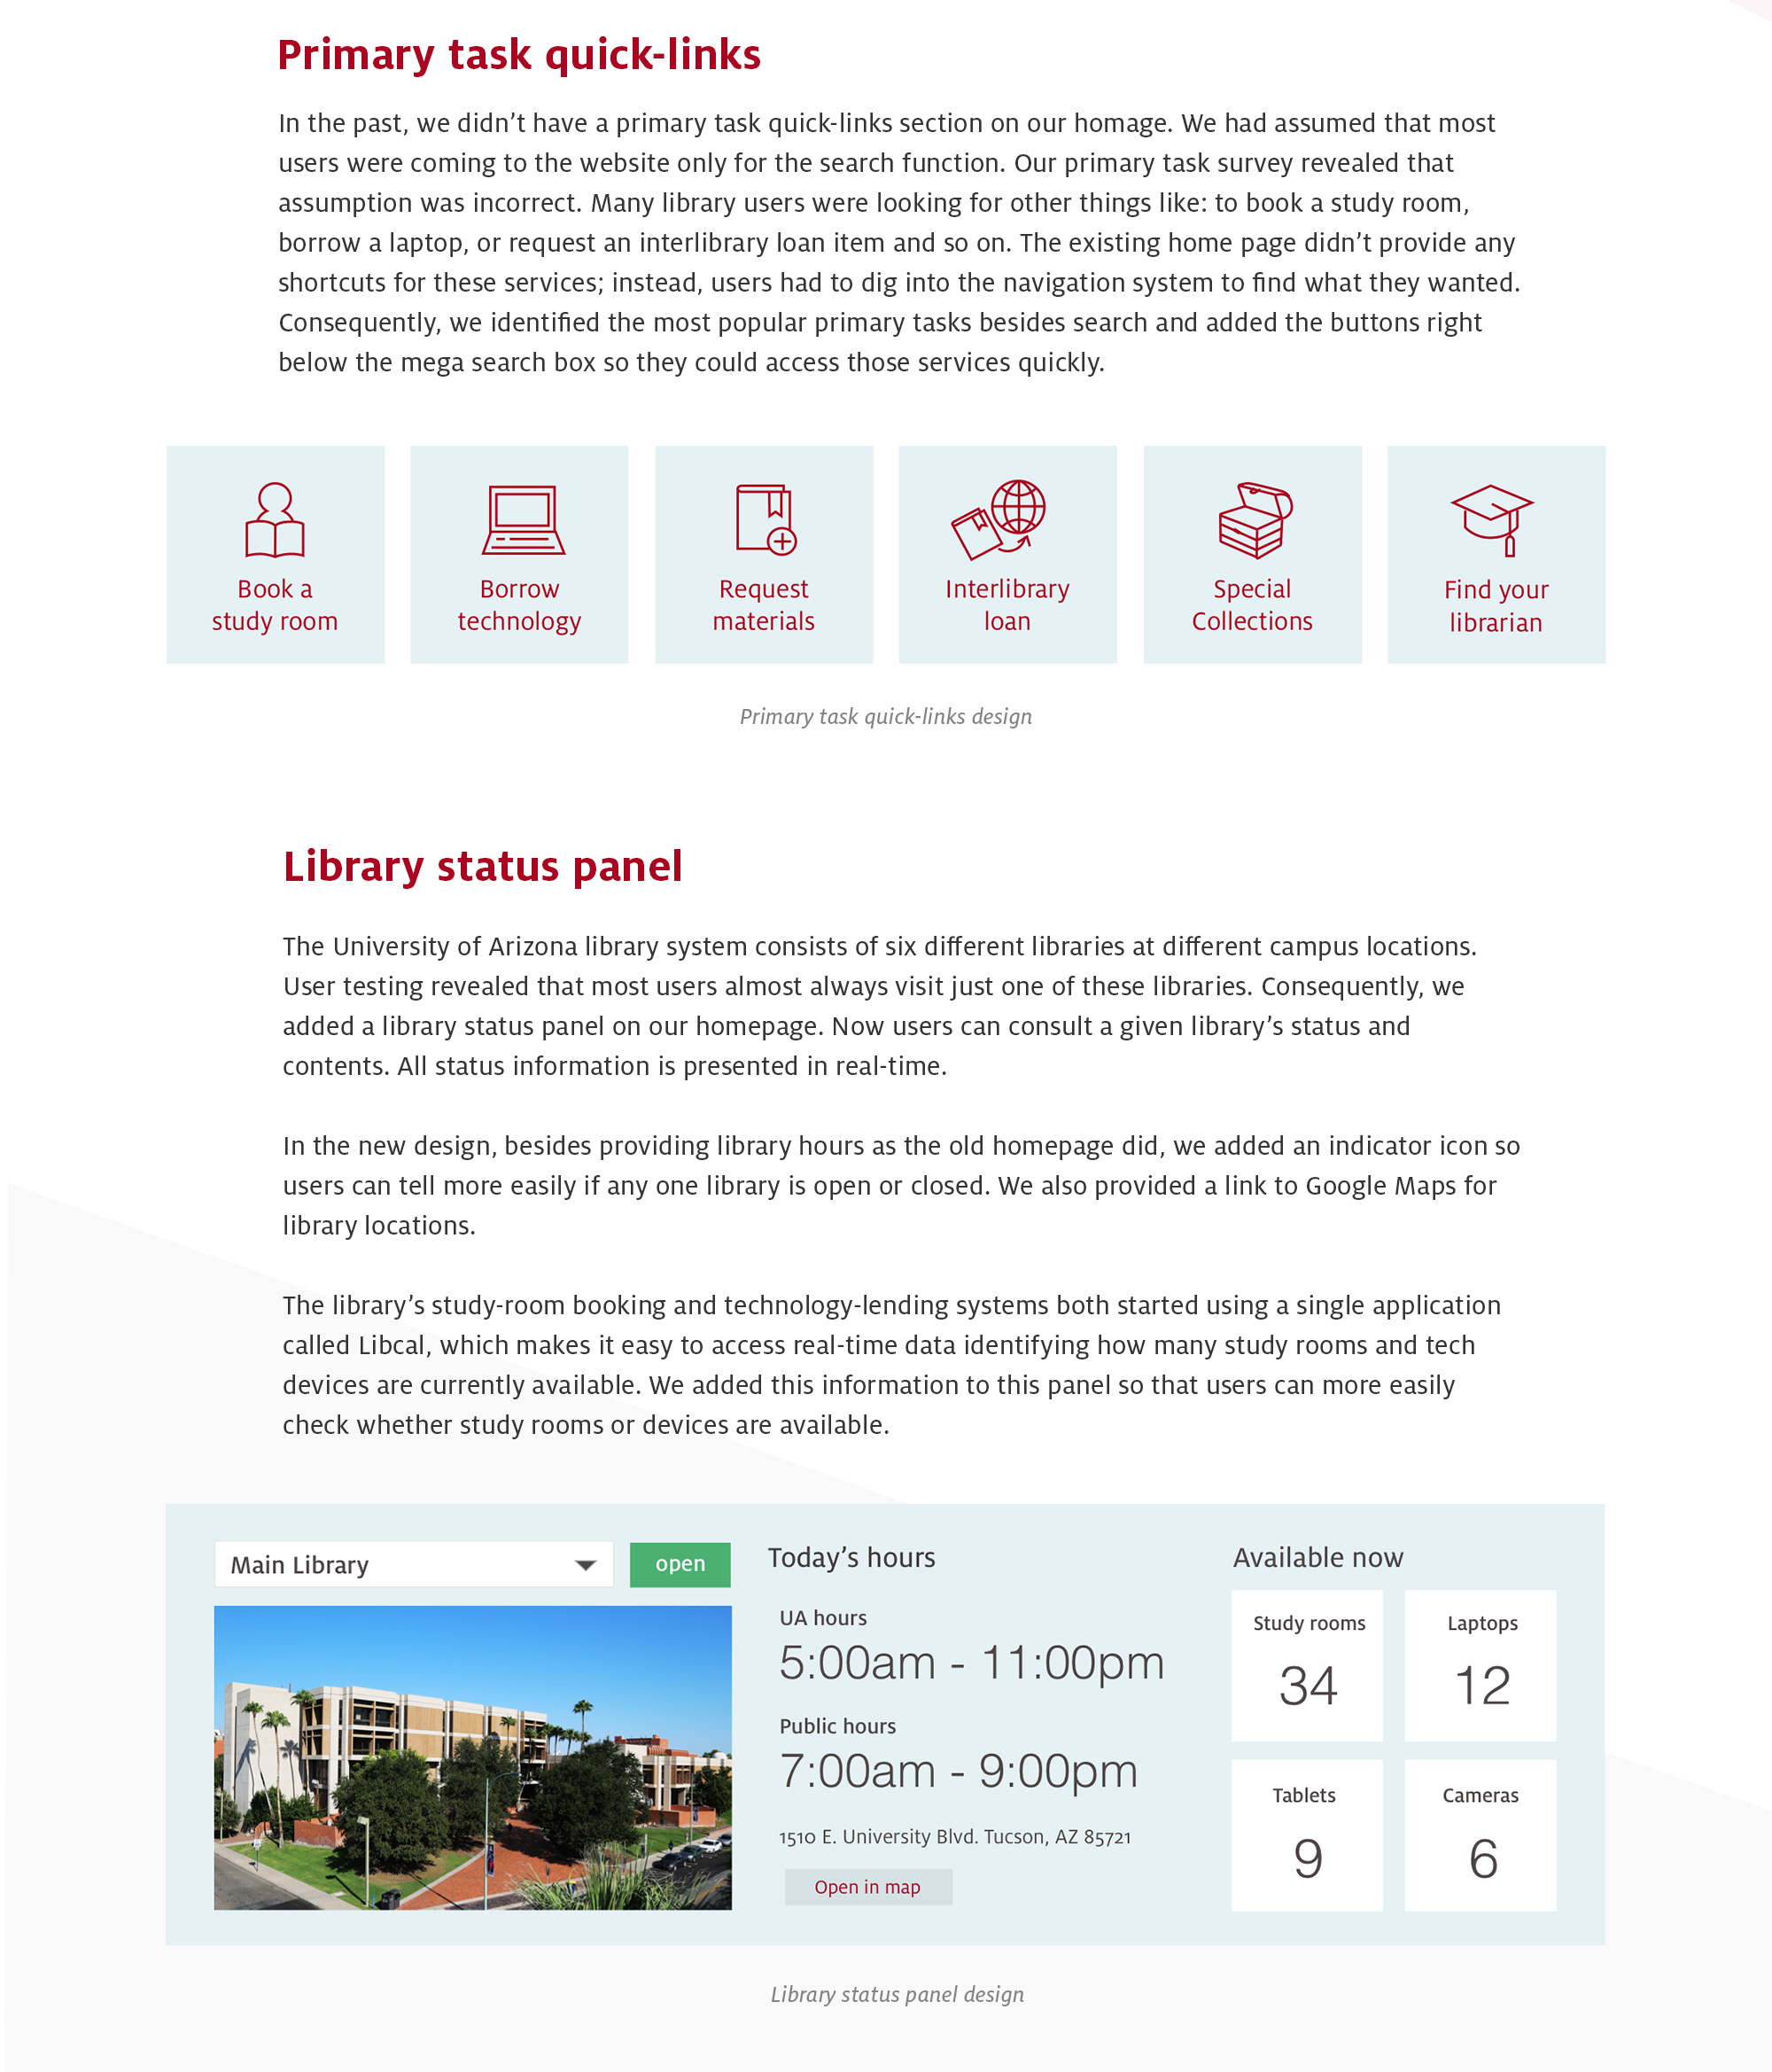 Primary task quick-links
In the past, we didn’t have a primary task quick-links section on our homage. We had assumed that most
users were coming to the website only for the search function. Our primary task survey revealed that
assumption was incorrect. Many library users were looking for other things like: to book a study room,
borrow a laptop, or request an interlibrary loan item and so on. The existing home page didn’t provide any
shortcuts for these services; instead, users had to dig into the navigation system to find what they wanted.
Consequently, we identified the most popular primary tasks besides search and added the buttons right
below the mega search box so they could access those services quickly.
Book a
study room
Borrow
technology
Request
materials
Interlibrary
loan
Special
Collections
Find your
librarian
Primary task quick-links design
Library status panel
The University of Arizona library system consists of six different libraries at different campus locations.
User testing revealed that most users almost always visit just one of these libraries. Consequently, we
added a library status panel on our homepage. Now users can consult a given library’s status and
contents. All status information is presented in real-time.
In the new design, besides providing library hours as the old homepage did, we added an indicator icon so
users can tell more easily if any one library is open or closed. We also provided a link to Google Maps for
library locations.
The library’s study-room booking and technology-lending systems both started using a single application
called Libcal, which makes it easy to access real-time data identifying how many study rooms and tech
devices are currently available. We added this information to this panel so that users can more easily
check whether study rooms or devices are available.
Main Library
open
Today’s hours
UA hours
5:00am - 11:00pm
Public hours
7:00am - 9:00pm
1510 E. University Blvd. Tucson, AZ 85721
Open in map
Available now
Study rooms
34
Laptops
12
Tablets
9
Cameras
6
Library status panel design